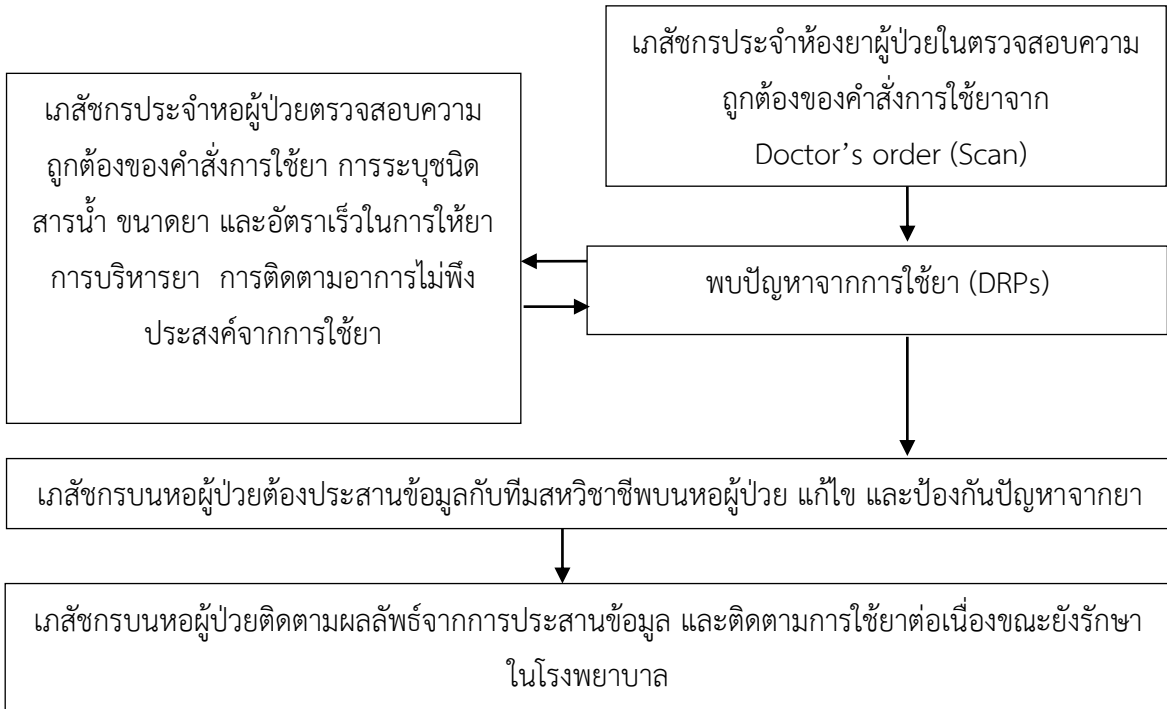 เภสัชกรประจำห้องยาผู้ป่วยในตรวจสอบความ
ถูกต้องของคำสั่งการใช้ยาจาก
Doctor’s order (Scan)
เภสัชกรประจำหอผู้ป่วยตรวจสอบความ
ถูกต้องของคำสั่งการใช้ยา การระบุชนิด
สารน้ำ ขนาดยา และอัตราเร็วในการให้ยา
การบริหารยา การติดตามอาการไม่พึง
ประสงค์จากการใช้ยา
พบปัญหาจากการใช้ยา (DRPs)
เภสัชกรบนหอผู้ป่วยต้องประสานข้อมูลกับทีมสหวิชาชีพบนหอผู้ป่วย แก้ไข และป้องกันปัญหาจากยา
เภสัชกรบนหอผู้ป่วยติดตามผลลัพธ์จากการประสานข้อมูล และติดตามการใช้ยาต่อเนื่องขณะยังรักษา
ในโรงพยาบาล